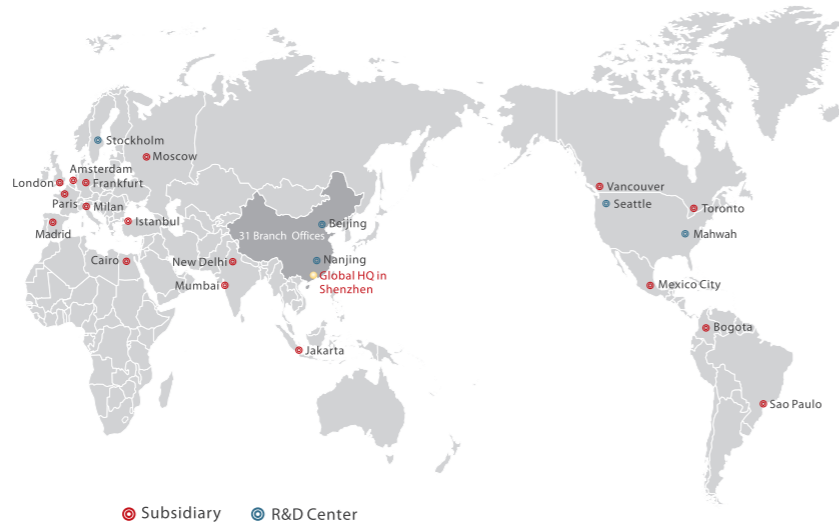 Stockholm
Moscow
Amsterdam
London
Frankfurt
Paris
Milan
Madrid
Istanbul
Beijing
31 Branch Offices
Cairo
New Delhi
Nanjing
Mumbai
Global HQ in
Shenzhen
Jakarta
Vancouver
Seattle
Toronto
Mahwah
Mexico City
Bogota
Sao Paulo
Subsidiary
R&D Center